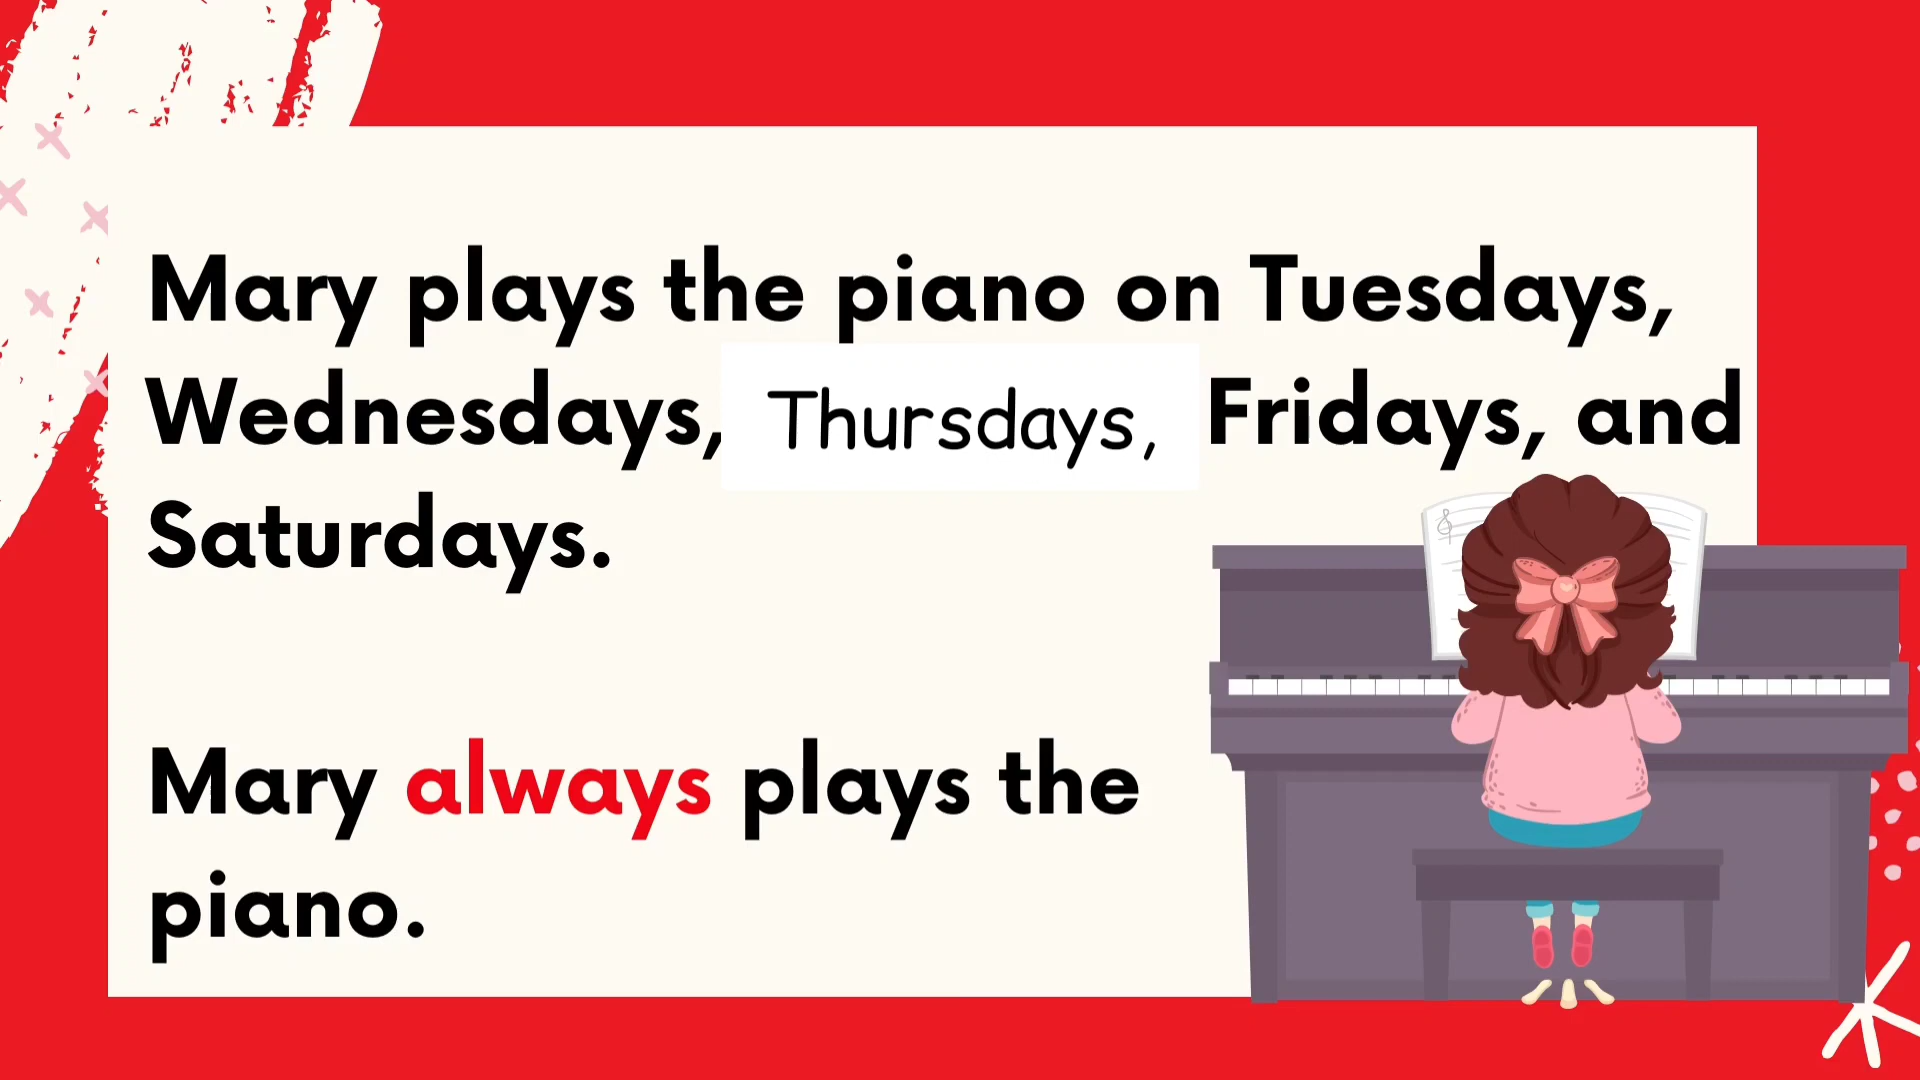 Mary plays the piano on Tuesdays,
Wednesdays, Thursdays, Fridays, and
Saturdays.
Mary always plays the
piano.